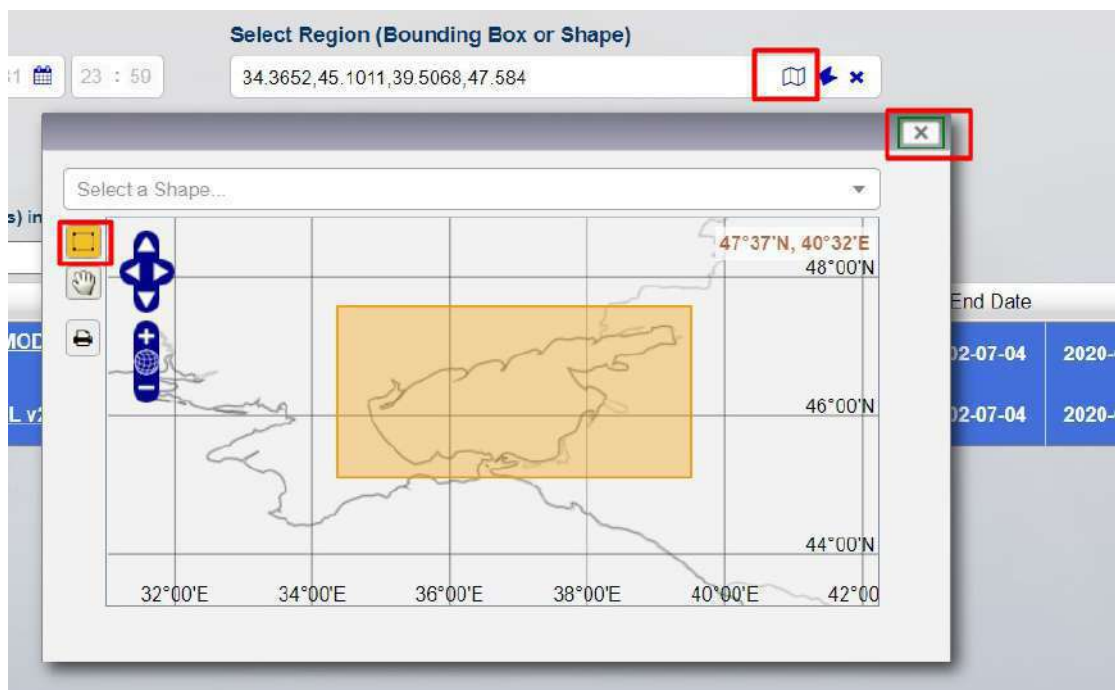 Select Region (Bounding Box or Shape)
23 : 59
34.3652,45.1011,39.5068,47.584
Select a Shape...
s) in
47°37'N, 40°32'E
48°00'N
End Date
MOD
02-07-04
2020-
46°00'N
L v2
02-07-04
2020-
44°00'N
32°00'E 34°00'E 36°00'E 38°00'E 40°00'E 42°00